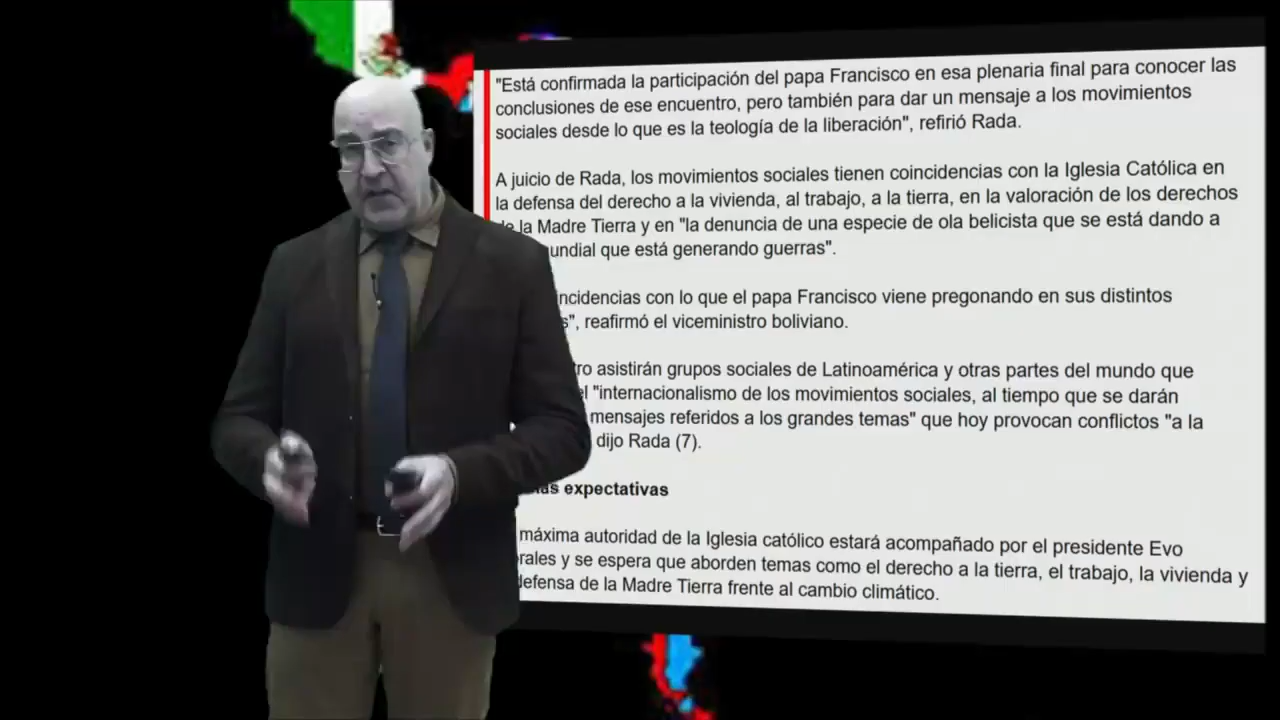 "Está confirmada la participación del papa Francisco en esa plenaria final para conocer las
conclusiones de ese encuentro, pero también para dar un mensaje a los movimientos
sociales desde lo que es la teología de la liberación", refirió Rada.
A juicio de Rada, los movimientos sociales tienen coincidencias con la Iglesia Católica en
la defensa del derecho a la vivienda, al trabajo, a la tierra, en la valoración de los derechos
la Madre Tierra y en "la denuncia de una especie de ola belicista que se está dando a
que está generando guerras".
con lo que el papa Francisco viene pregonando en sus distintos
reafirmó el viceministro boliviano.
asistirán grupos sociales de Latinoamérica y otras partes del mundo que
"internacionalismo de los movimientos sociales, al tiempo que se darán
mensajes referidos a los grandes temas" que hoy provocan conflictos "a la
dijo Rada (7).
expectativas
máxima autoridad de la Iglesia católico estará acompañado por el presidente Evo
y se espera que aborden temas como el derecho a la tierra, el trabajo, la vivienda y
defensa de la Madre Tierra frente al cambio climático.